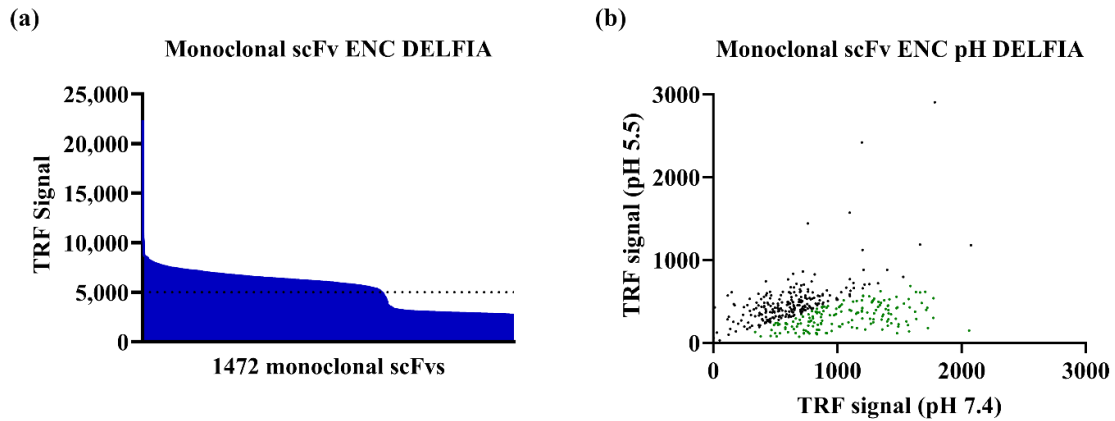 (a)
Monoclonal scFv ENC DELFIA
TRF Signal
25,000
20,000
15,000
10,000
5,000
0
1472 monoclonal scFvs
(b)
Monoclonal scFv ENC pH DELFIA
TRF signal (pH 5.5)
3000
2000
1000
0
0 1000 2000 3000
TRF signal (pH 7.4)